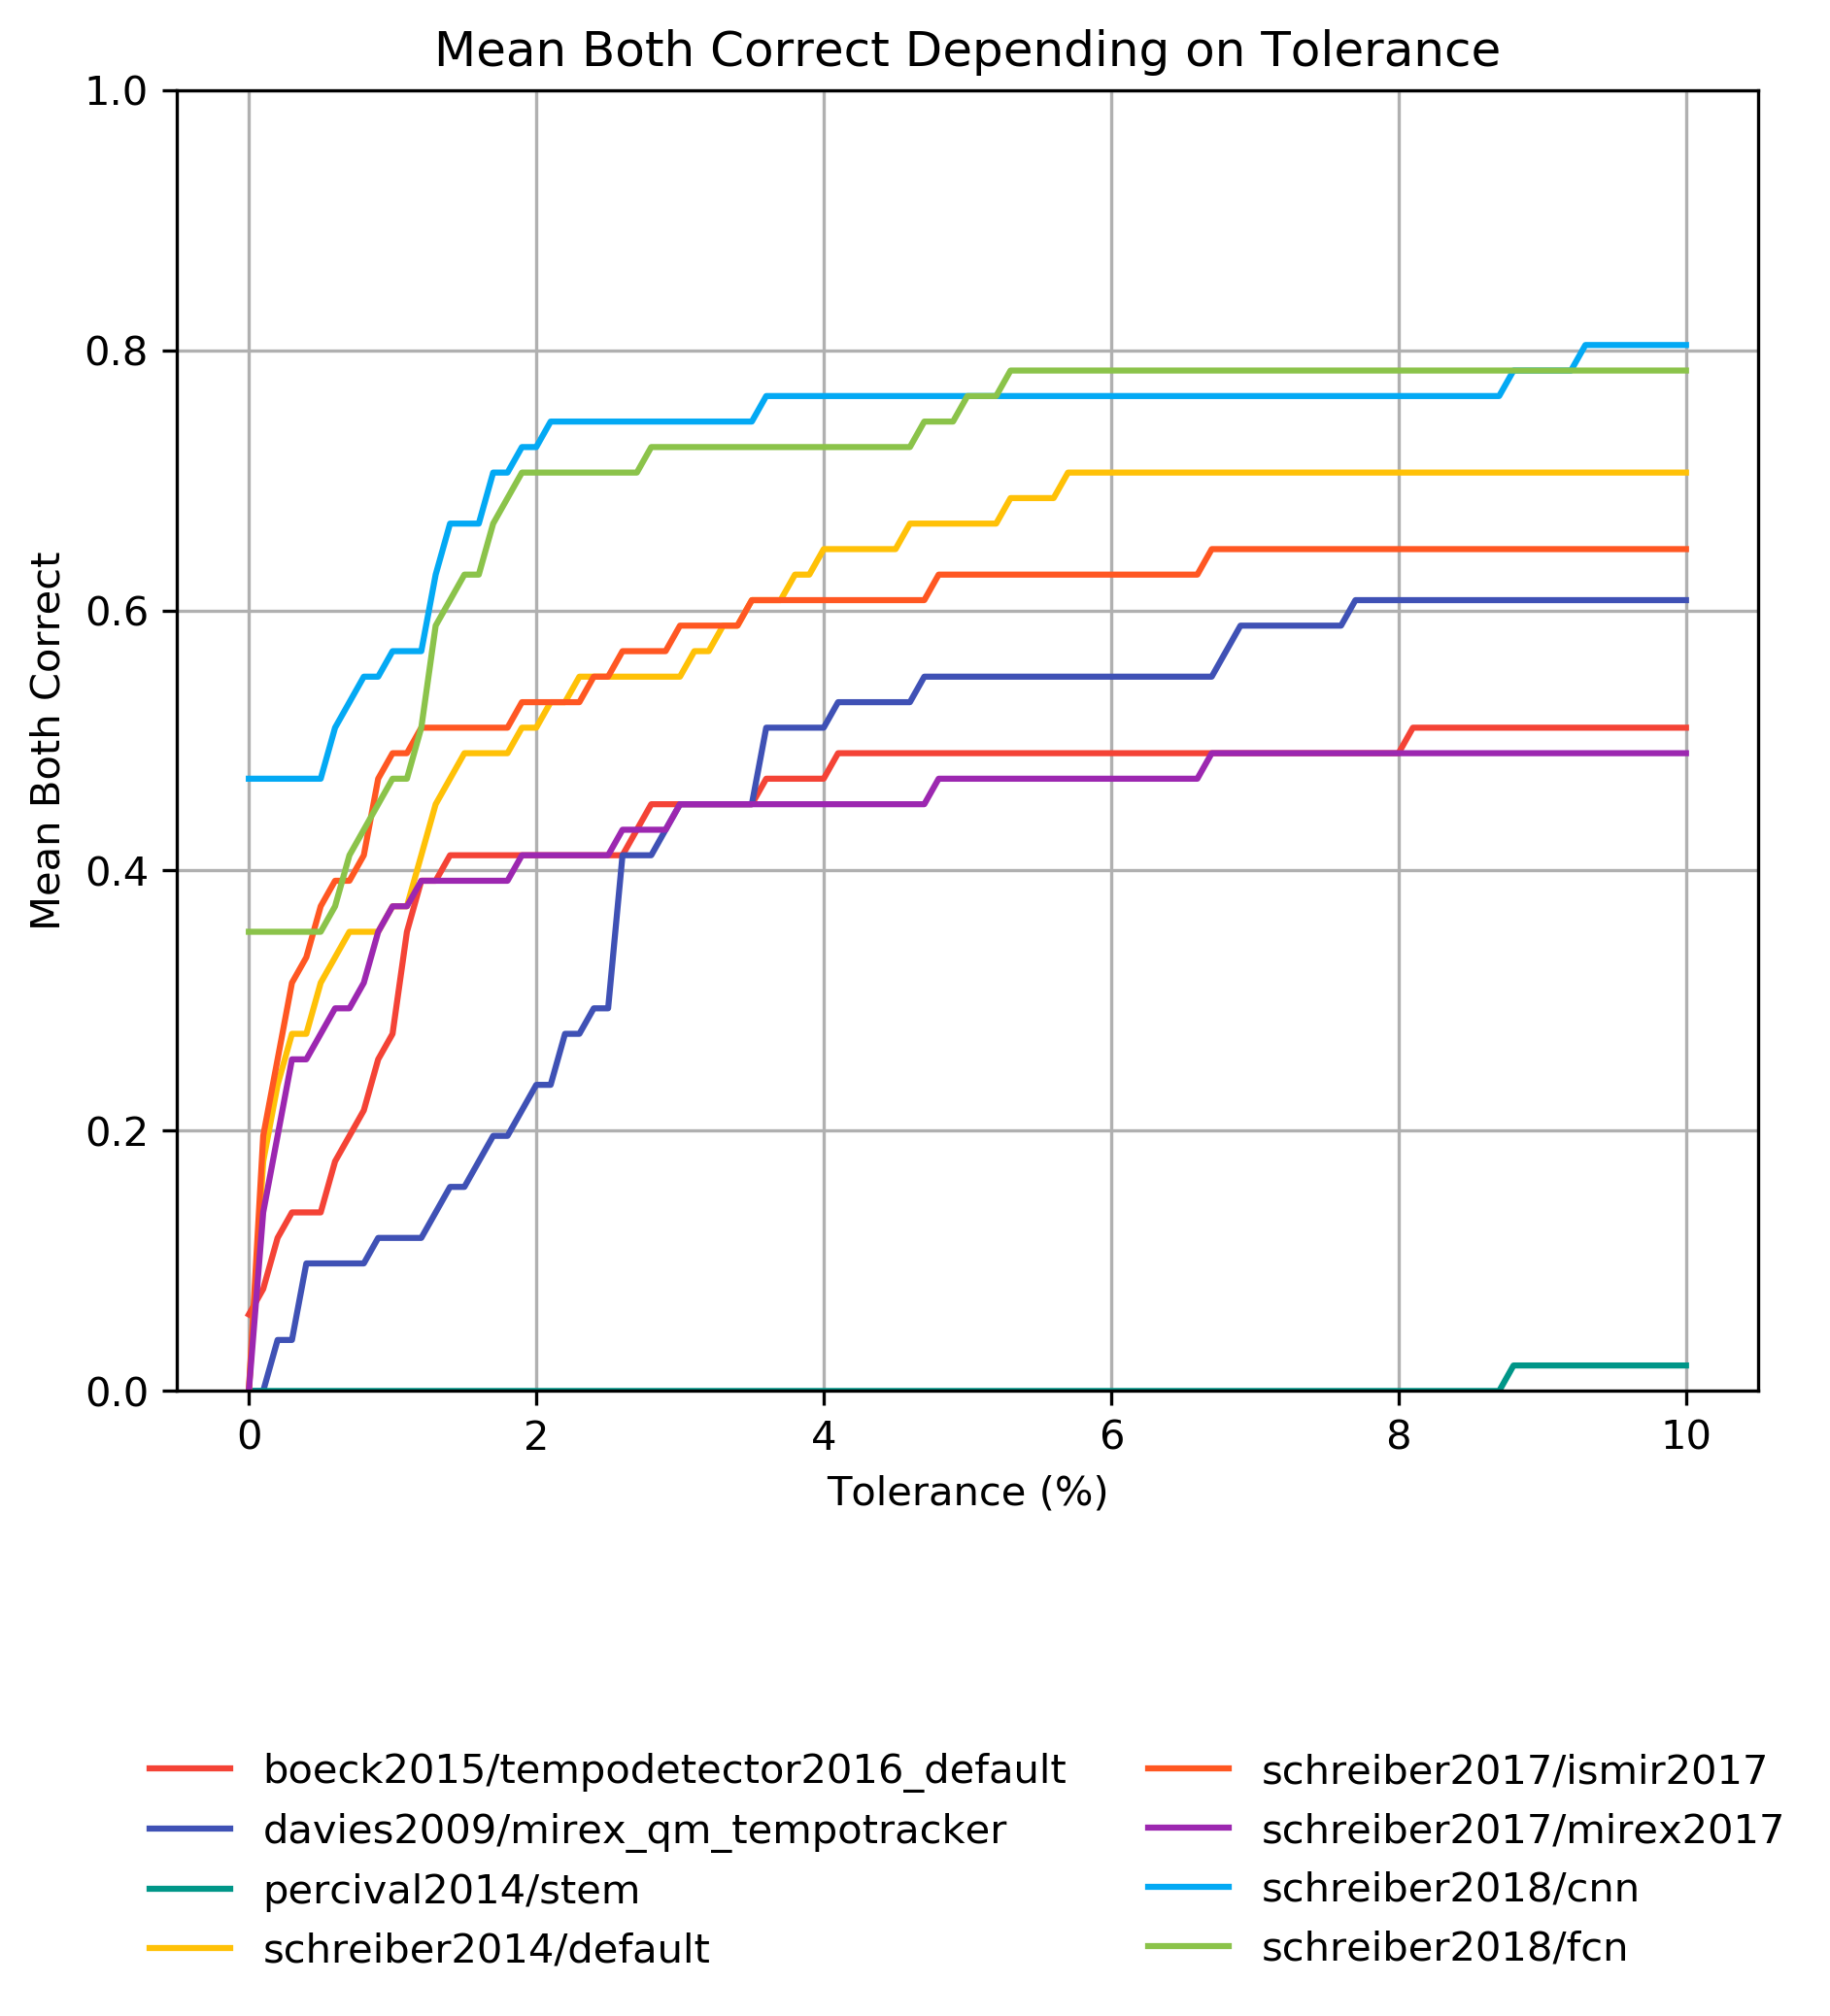 Mean Both Correct Depending on Tolerance
1.0
0.8
0.6
0.4
0.2
0.0
Mean Both Correct
0 2 4 6 8 10
Tolerance (%)
boeck2015/tempodetector2016_default
davies2009/mirex_qm_tempotracker
percival2014/stem
schreiber2014/default
schreiber2017/ismir2017
schreiber2017/mirex2017
schreiber2018/cnn
schreiber2018/fcn